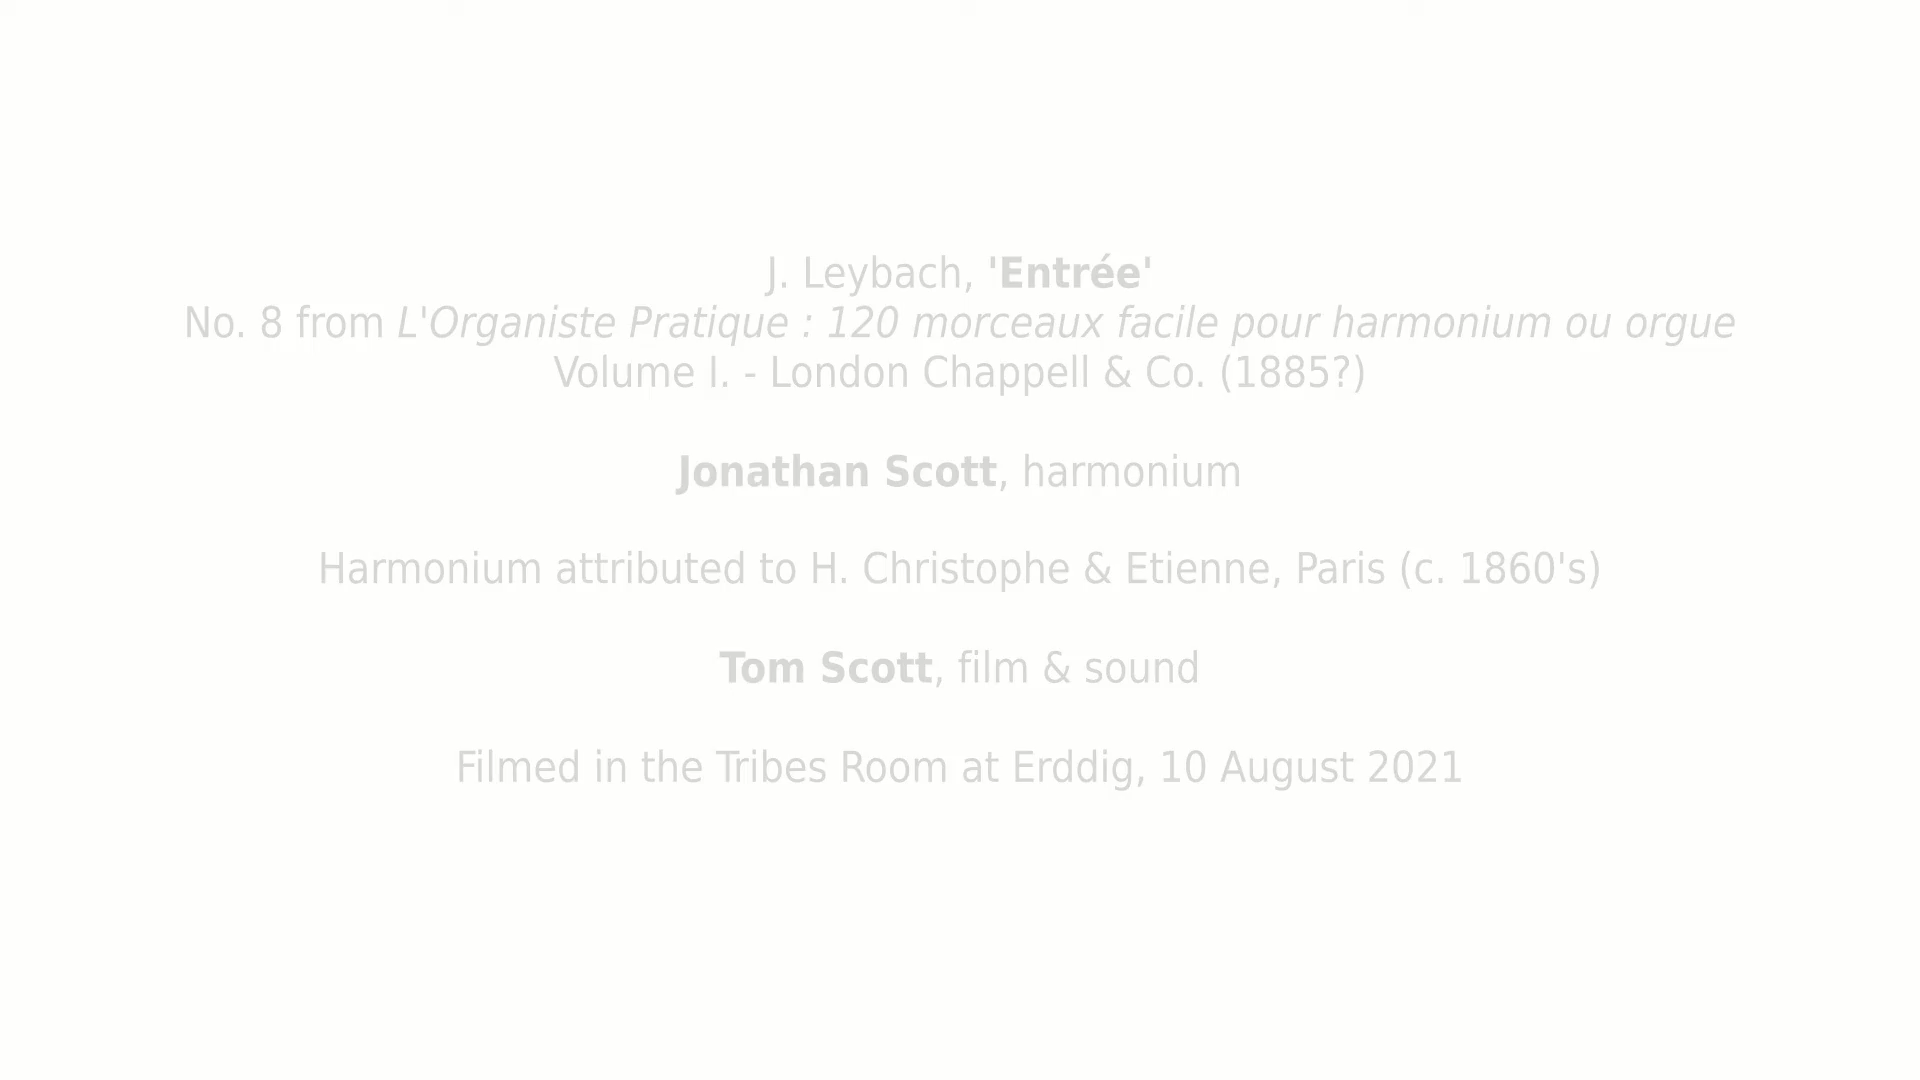 J. Leybach, 'Entrée'
No. 8 from L'Organiste Pratique : 120 morceaux facile pour harmonium ou orgue
Volume I. - London Chappell & Co. (1885?)
Jonathan Scott, harmonium
Harmonium attributed to H. Christophe & Etienne, Paris (c. 1860's)
Tom Scott, film & sound
Filmed in the Tribes Room at Erddig, 10 August 2021